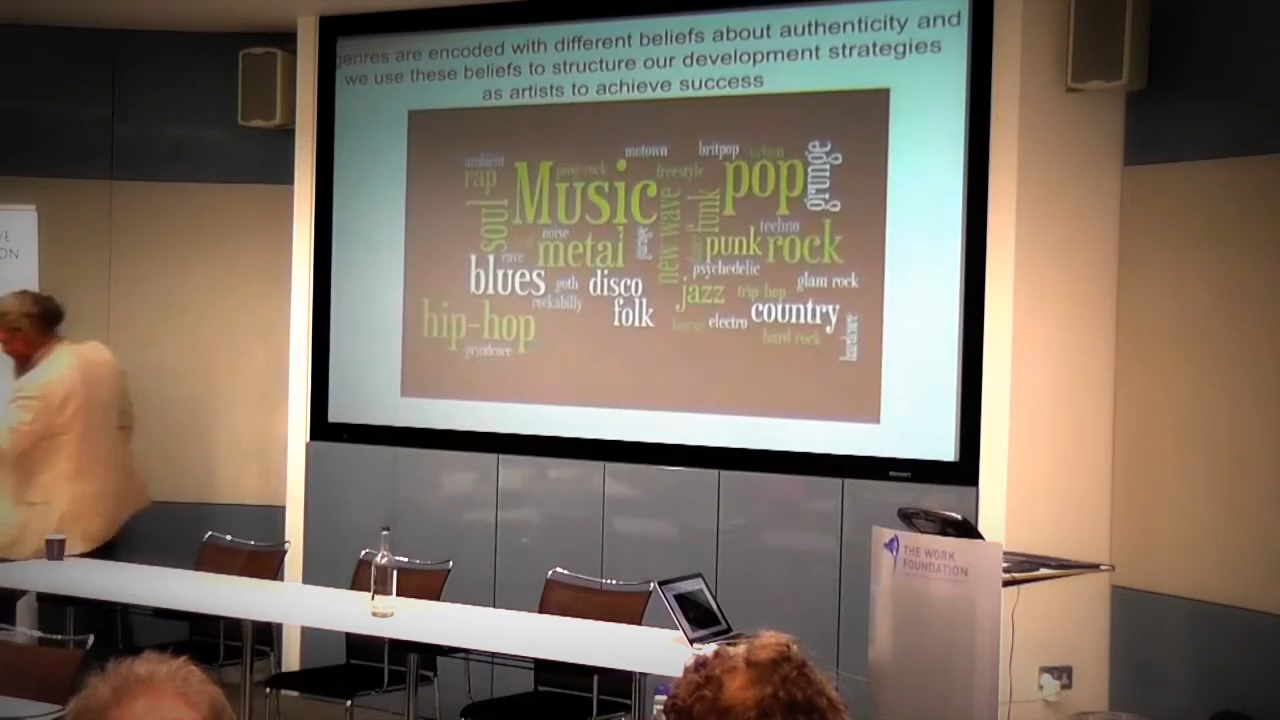 genres are encoded with different beliefs about authenticity and
we use these beliefs to structure our development strategies
as artists to achieve success
motown
britpop
urban
ambient
rap
Music
freestyle
pop
grunge
soul
noise
metal
garage
new wave
funk
techno
punk
rock
rave
blues
goth
disco
psychedelic
glam rock
rockabilly
folk
jazz
trip hop
country
hip-hop
house
electro
hard rock
hardcore
grindcore
THE WORK
FOUNDATION
VE
ON